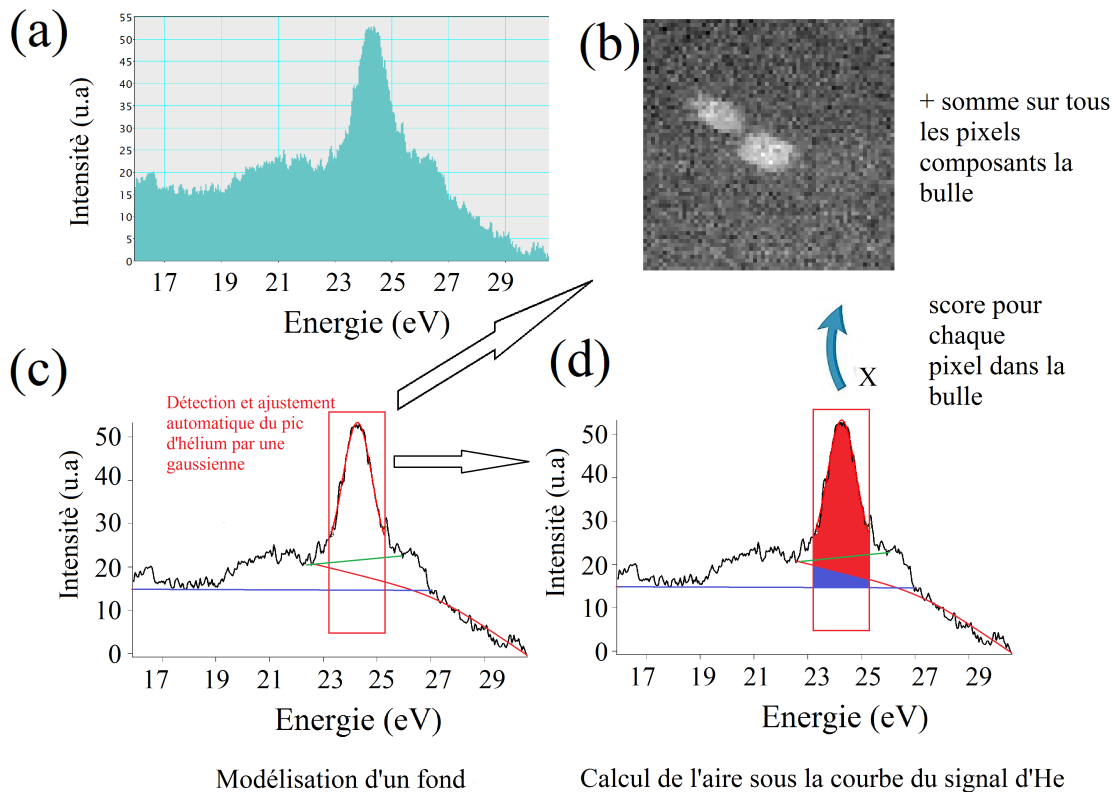 (a)
Intensitè (u.a)
55
50
45
40
35
30
25
20
15
10
5
0
17 19 21 23 25 27 29
Energie (eV)
(b)
+ somme sur tous
les pixels
composants la
bulle
score pour
chaque
pixel dans la
bulle
X
(c)
Détection et ajustement
automatique du pic
d'hélium par une
gaussienne
Intensitè (u.a)
50
40
30
20
10
0
17 19 21 23 25 27 29
Energie (eV)
Modélisation d'un fond
(d)
Intensitè (u.a)
50
40
30
20
10
0
17 19 21 23 25 27 29
Energie (eV)
Calcul de l'aire sous la courbe du signal d'He